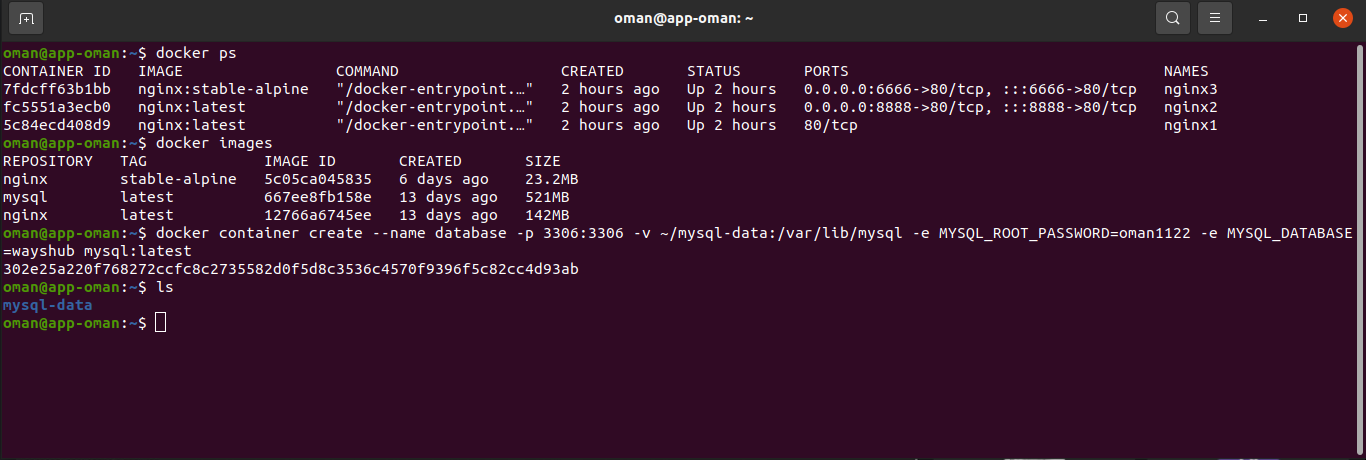 oman@app-oman: ~
oman@app-oman:~$ docker ps
CONTAINER ID   IMAGE                 COMMAND                  CREATED       STATUS       PORTS                                   NAMES
7fdcff63b1bb   nginx:stable-alpine   "/docker-entrypoint.…"   2 hours ago   Up 2 hours   0.0.0.0:6666->80/tcp, :::6666->80/tcp   nginx3
fc5551a3ecb0   nginx:latest          "/docker-entrypoint.…"   2 hours ago   Up 2 hours   0.0.0.0:8888->80/tcp, :::8888->80/tcp   nginx2
5c84ecd408d9   nginx:latest          "/docker-entrypoint.…"   2 hours ago   Up 2 hours   80/tcp                                  nginx1
oman@app-oman:~$ docker images
REPOSITORY   TAG             IMAGE ID       CREATED       SIZE
nginx        stable-alpine   5c05ca045835   6 days ago    23.2MB
mysql        latest          667ee8fb158e   13 days ago   521MB
nginx        latest          12766a6745ee   13 days ago   142MB
oman@app-oman:~$ docker container create --name database -p 3306:3306 -v ~/mysql-data:/var/lib/mysql -e MYSQL_ROOT_PASSWORD=oman1122 -e MYSQL_DATABASE
=wayshub mysql:latest
302e25a220f768272ccfc8c2735582d0f5d8c3536c4570f9396f5c82cc4d93ab
oman@app-oman:~$ ls
mysql-data
oman@app-oman:~$